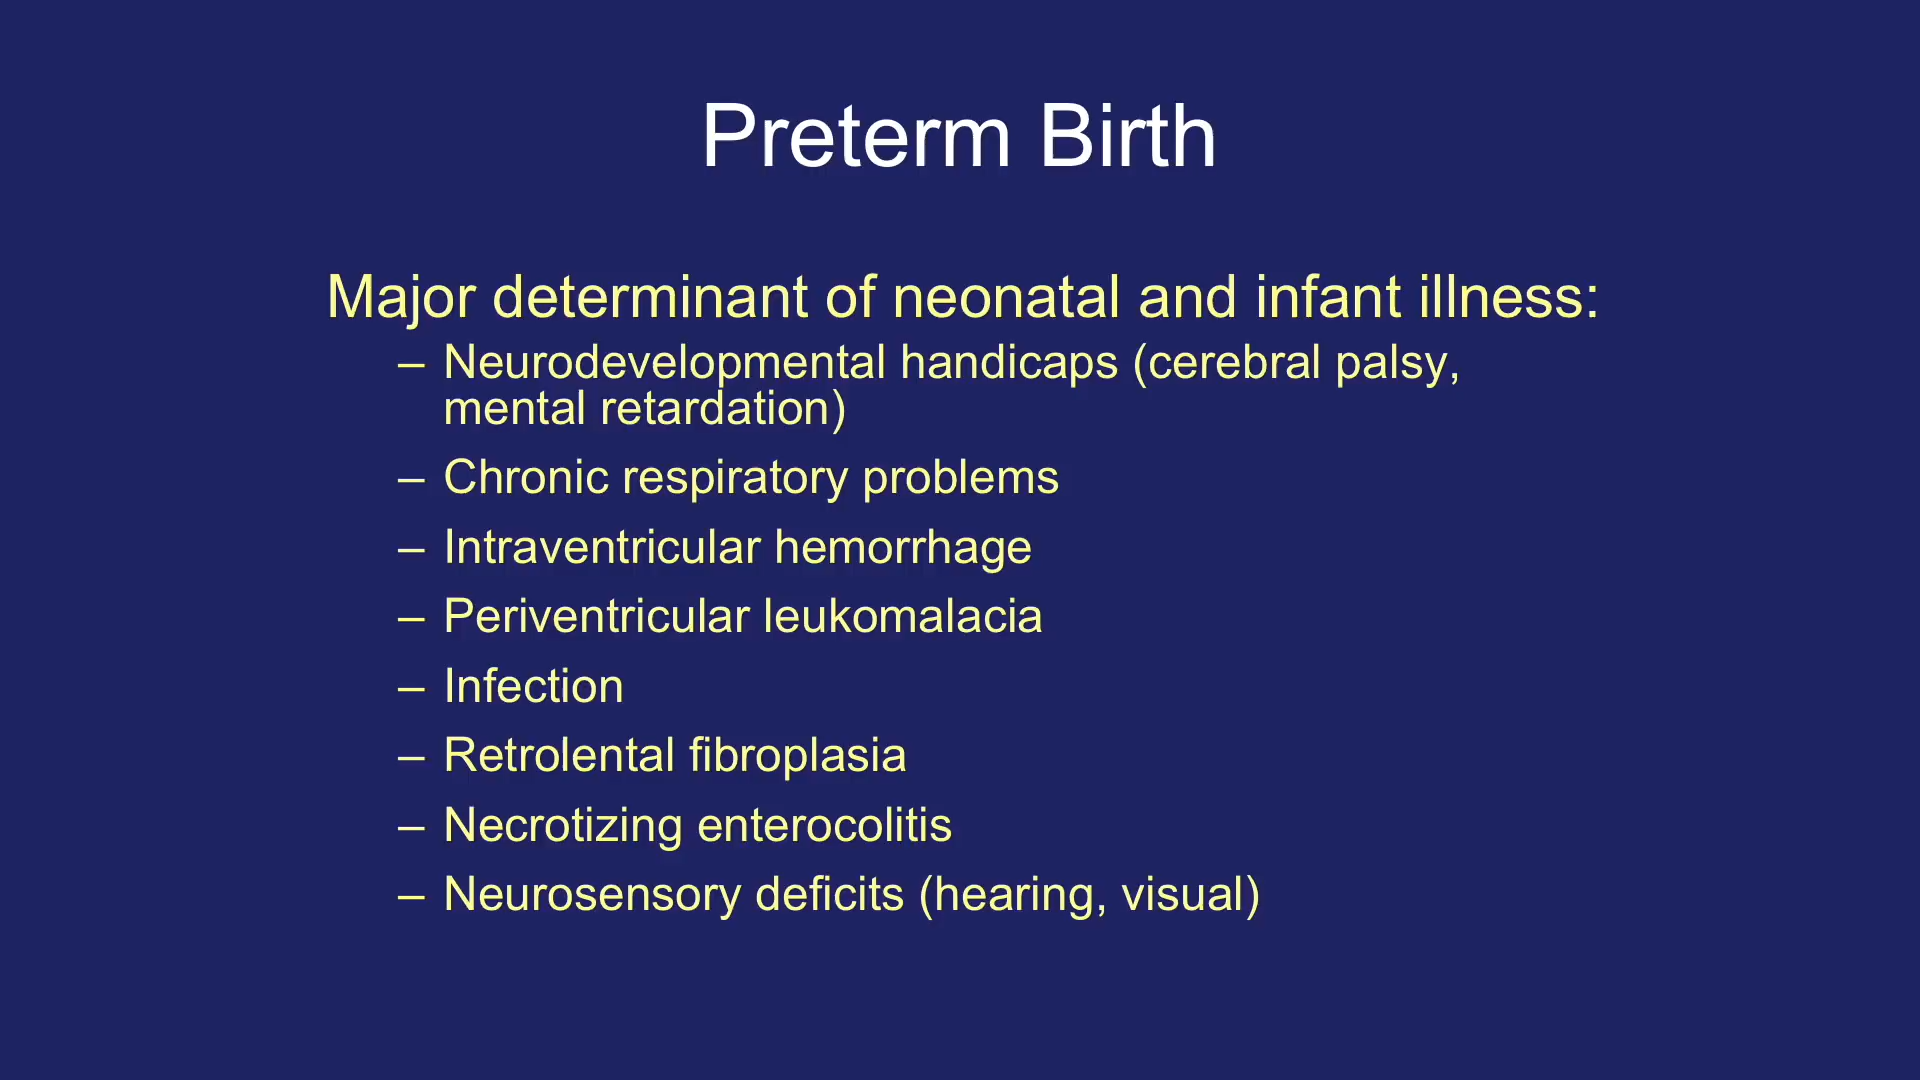 Preterm Birth
Major determinant of neonatal and infant illness:
– Neurodevelopmental handicaps (cerebral palsy,
mental retardation)
– Chronic respiratory problems
– Intraventricular hemorrhage
– Periventricular leukomalacia
– Infection
– Retrolental fibroplasia
– Necrotizing enterocolitis
– Neurosensory deficits (hearing, visual)